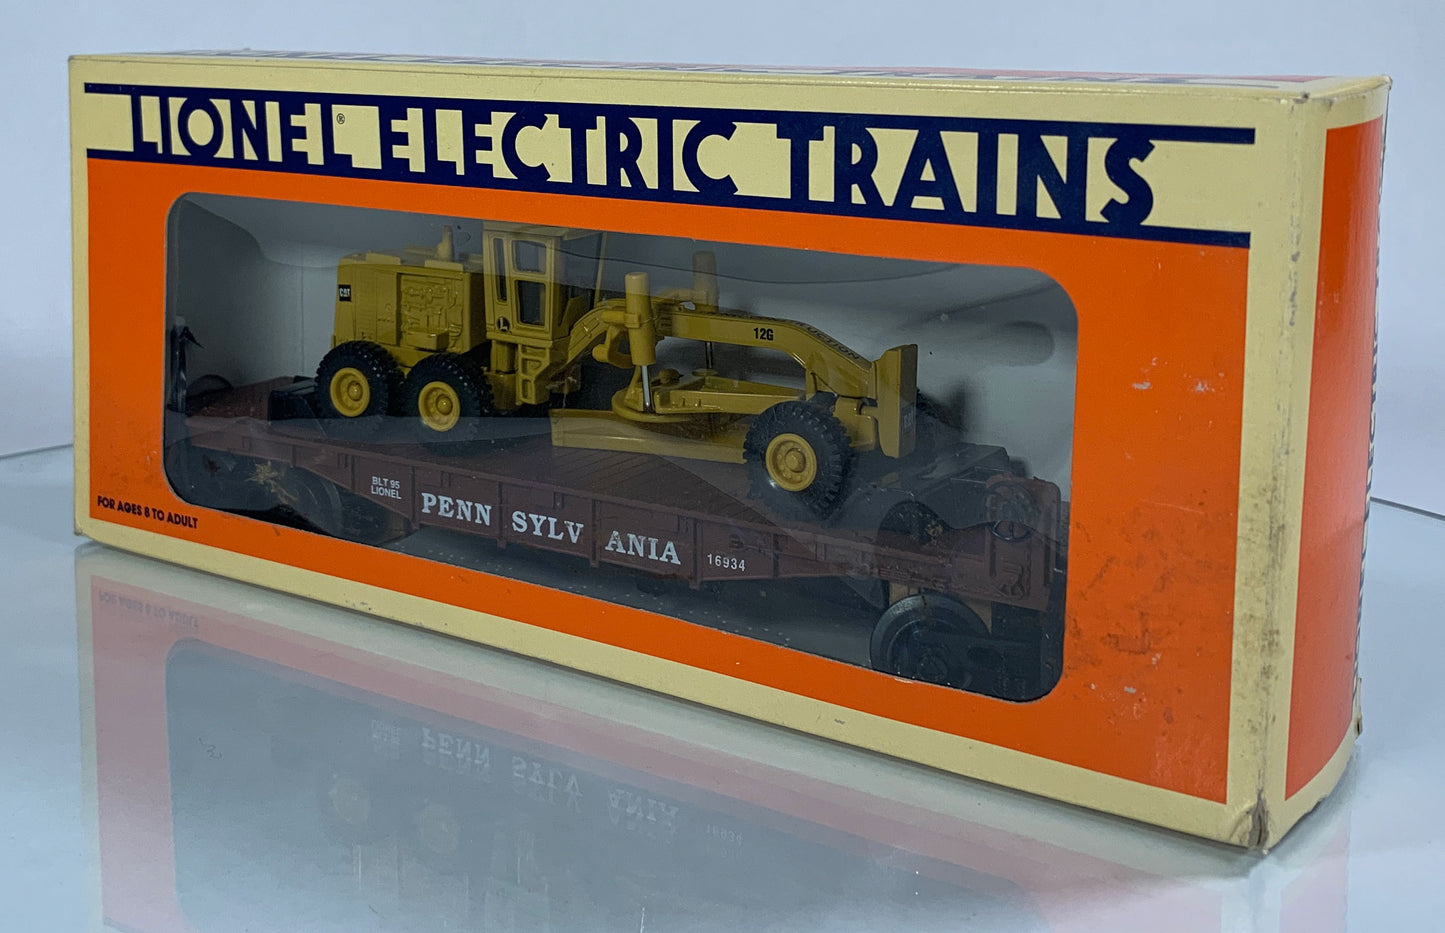 LIONEL® ELECTRIC TRAINS
CAT
L
12G
BLT 95
LIONEL
PENN SYLV ANIA
16934
FOR AGES 8 TO ADULT